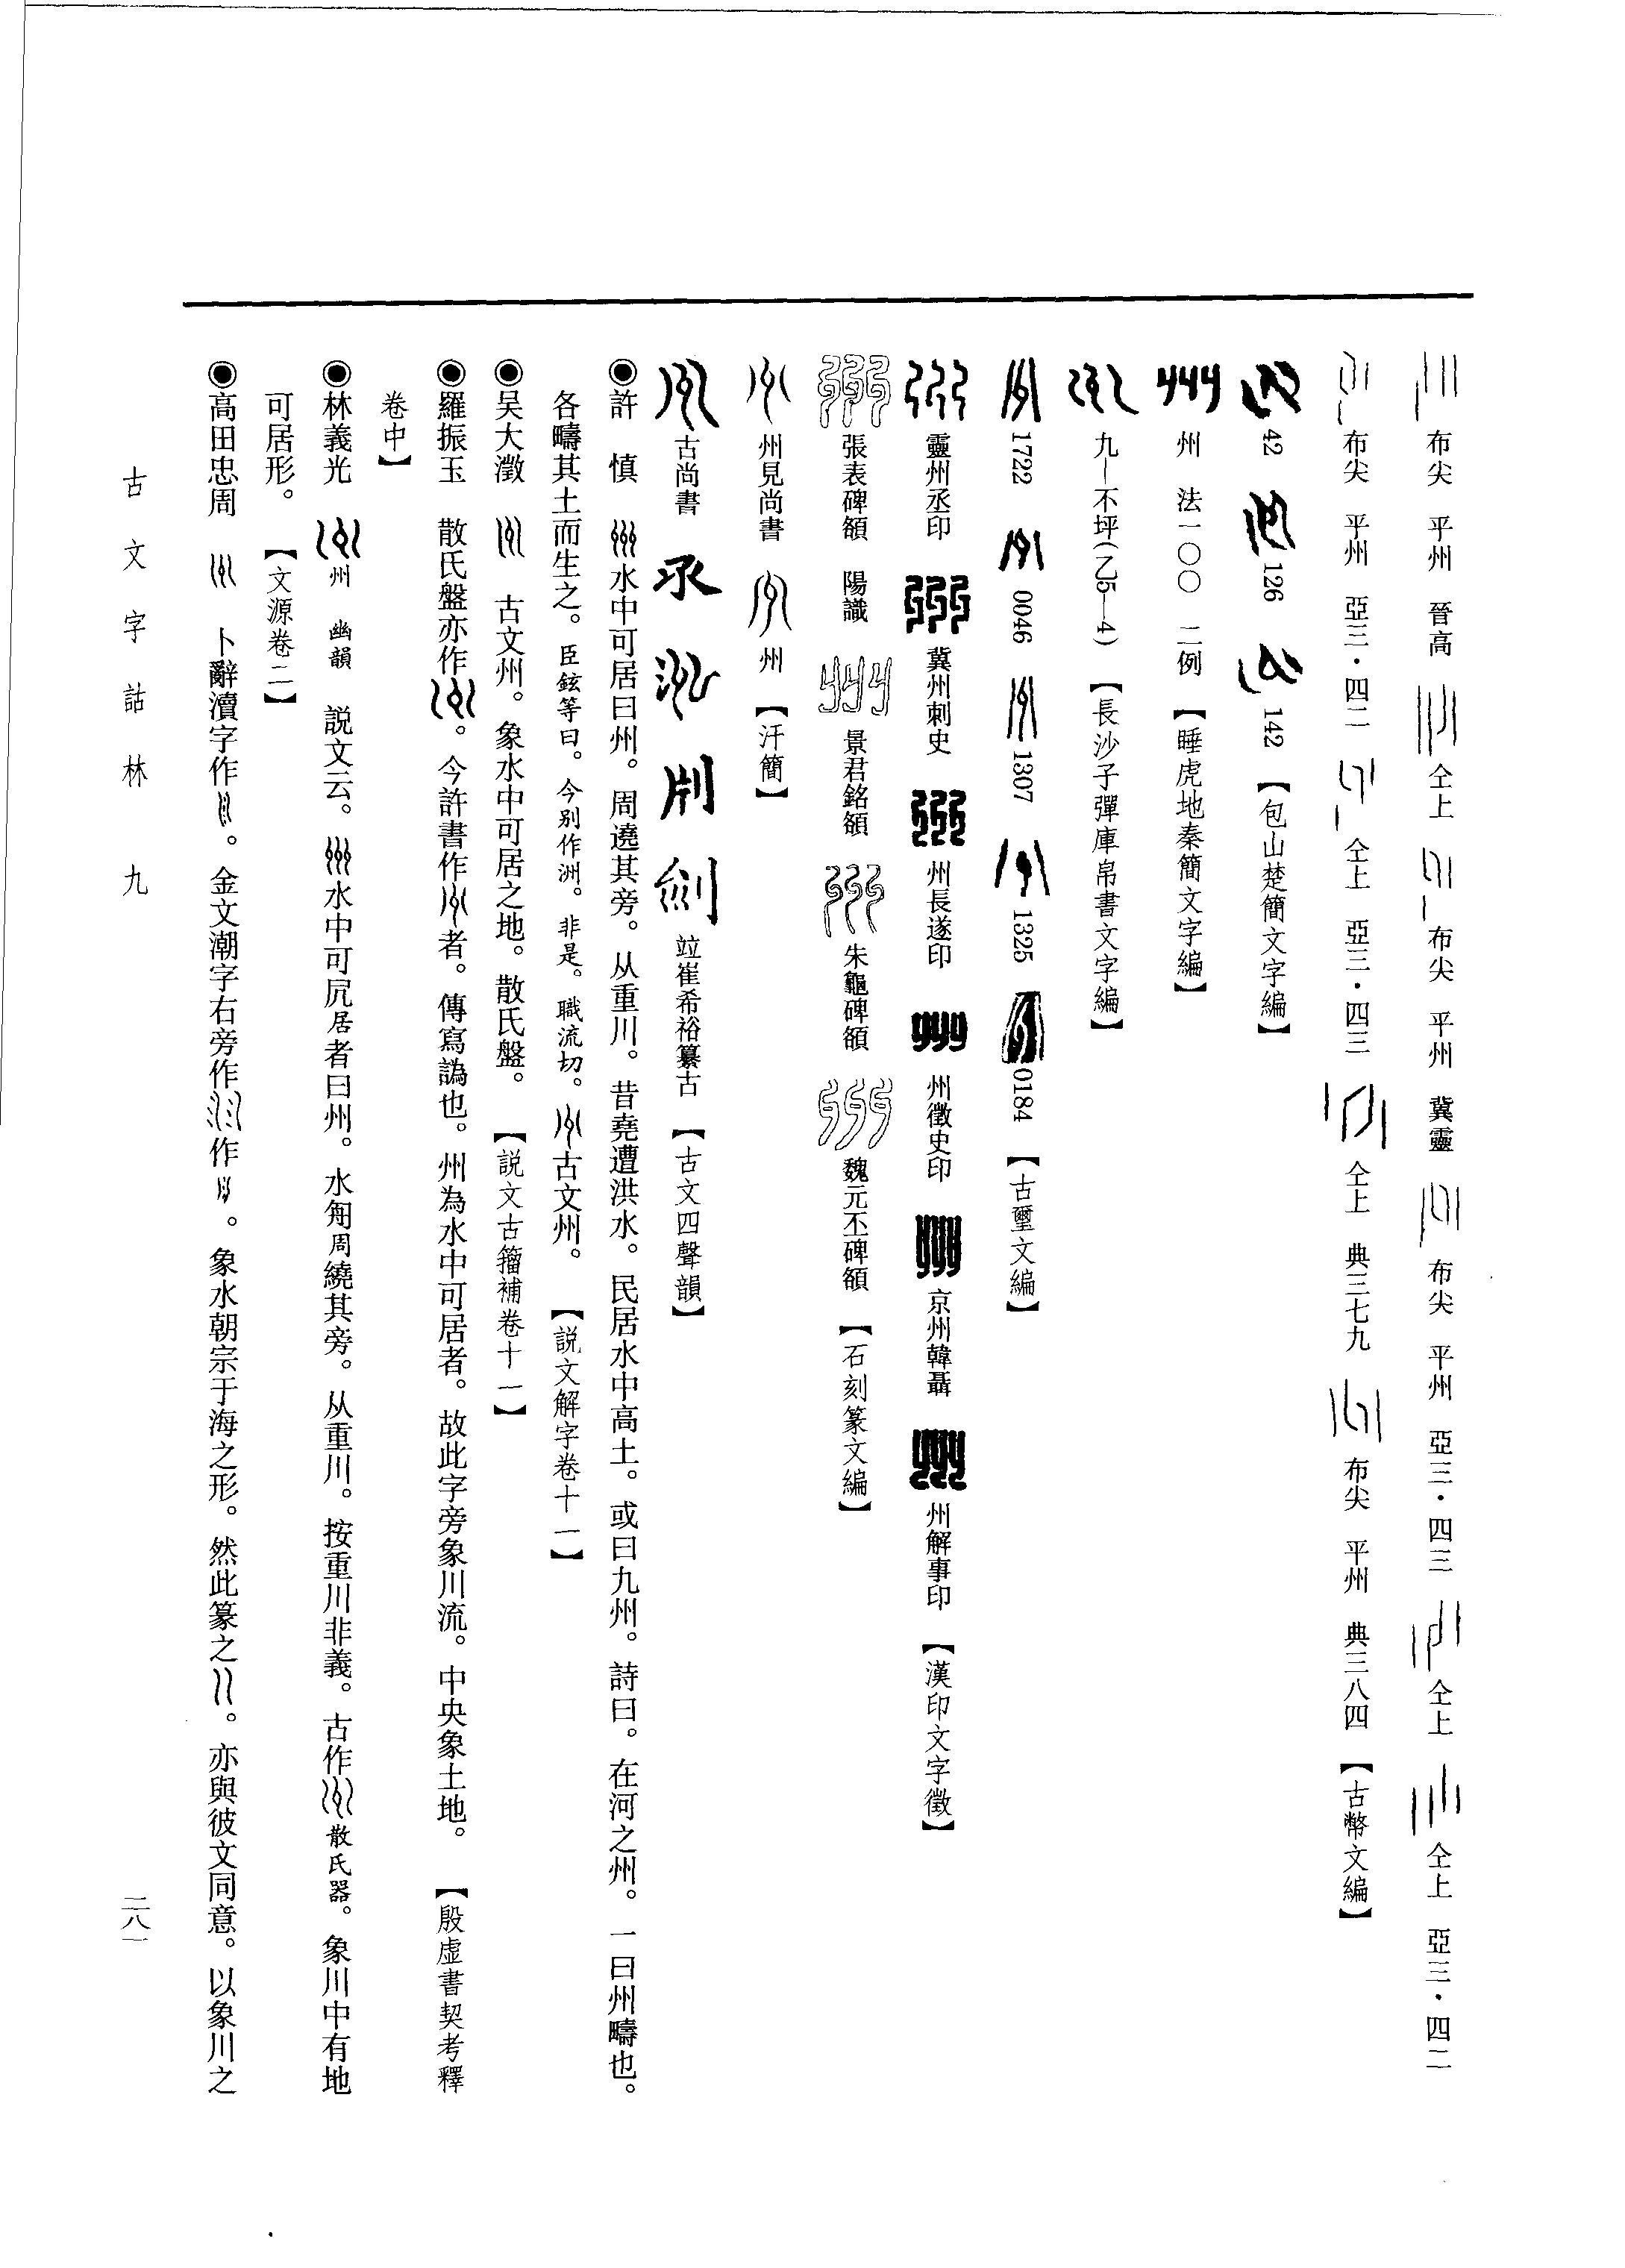 布尖 平州 晉高 仝上 布尖 平州 冀靈 布尖 平州 亞三·四三 仝上 仝上 亞三·四二
布尖 平州 亞三·四二 仝上 亞三·四三 仝上 典三七九 布尖 平州 典三八四 【古幣文編】
42 126 142 【包山楚簡文字編】
州 法一〇〇 二例 【睡虎地秦簡文字編】
九—不坪(乙5—4) 【長沙子彈庫帛書文字編】
1722 0046 1307 1325 0184 【古璽文編】
靈州丞印 冀州刺史 州長遂印 州徵史印 京州韓聶 州解事印 【漢印文字徵】
張表碑額 陽識 景君銘額 朱龜碑額 魏元丕碑額 【石刻篆文編】
州見尚書 州 【汗簡】
古尚書 竝崔希裕纂古 【古文四聲韻】
◉許 慎 水中可居曰州。周遶其旁。从重川。昔堯遭洪水。民居水中高土。或曰九州。詩曰。在河之州。一曰州疇也。
各疇其土而生之。臣鉉等曰。今别作洲。非是。職流切。古文州。 【説文解字卷十一】
◉吴大澂 古文州。象水中可居之地。散氏盤。 【説文古籀補卷十一】
◉羅振玉 散氏盤亦作。今許書作者。傳寫譌也。州為水中可居者。故此字旁象川流。中央象土地。 【殷虛書契考釋
卷中】
◉林義光 州 幽韻 説文云。水中可凥居者曰州。水匊周繞其旁。从重川。按重川非義。古作散氏器。象川中有地
可居形。 【文源卷二】
◉高田忠周 卜辭瀆字作。金文潮字右旁作作。象水朝宗于海之形。然此篆之。亦與彼文同意。以象川之
古文字詁林 九
二八一